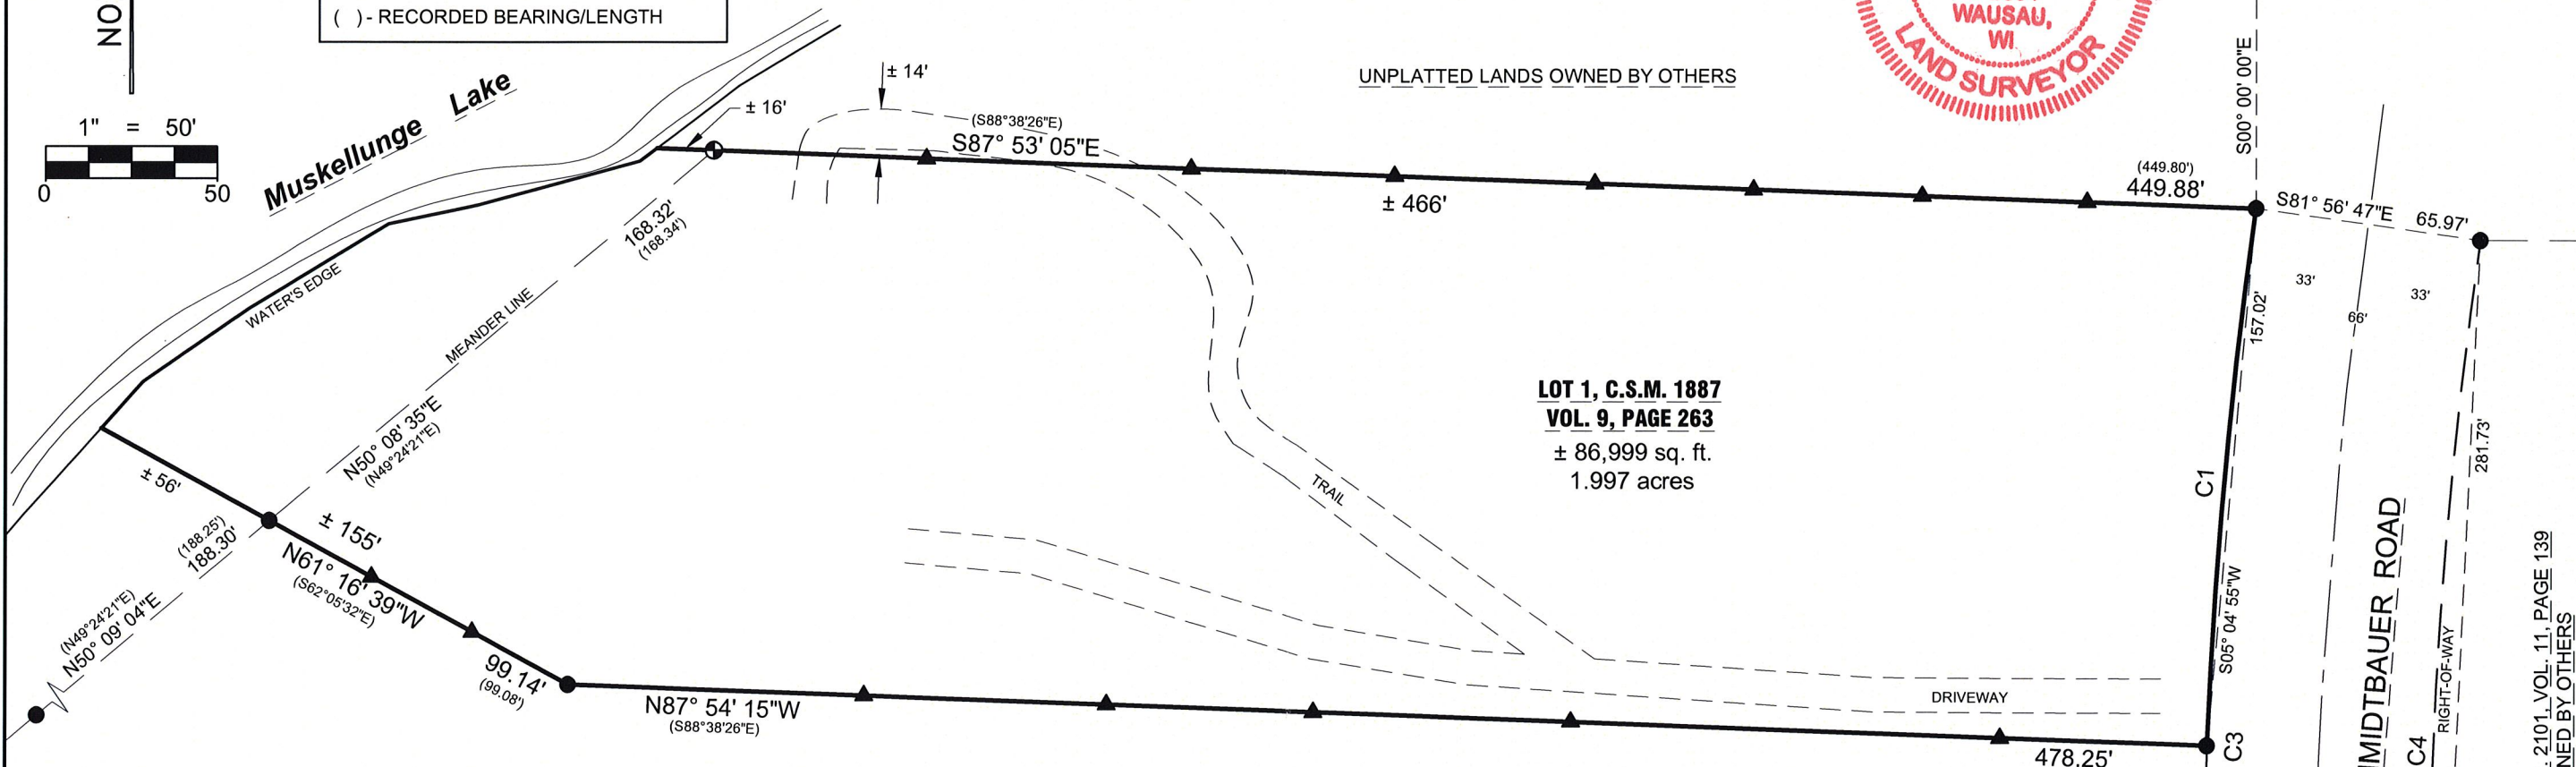 NO
( ) - RECORDED BEARING/LENGTH
1" = 50'
0 50
Muskellunge Lake
WATER'S EDGE
MEANDER LINE
± 16'
± 14'
(S88°38'26"E)
S87° 53' 05"E
± 466'
UNPLATTED LANDS OWNED BY OTHERS
WAUSAU,
WI
LAND SURVEYOR
S00° 00' 00"E
(449.80')
449.88'
S81° 56' 47"E 65.97'
33'
33'
66'
157.02'
281.73'
168.32'
(168.34')
N50° 08' 35"E
(N49°24'21"E)
± 56'
(188.25')
188.30'
(N49°24'21"E)
N50° 09' 04"E
± 155'
N61° 16' 39"W
(S62°05'32"E)
99.14'
(99.08')
LOT 1, C.S.M. 1887
VOL. 9, PAGE 263
± 86,999 sq. ft.
1.997 acres
TRAIL
DRIVEWAY
N87° 54' 15"W
(S88°38'26"E)
478.25'
C1
S05° 04' 55"W
C3
MIDTBAUER ROAD
C4
RIGHT-OF-WAY
2101, VOL. 11, PAGE 139
NED BY OTHERS